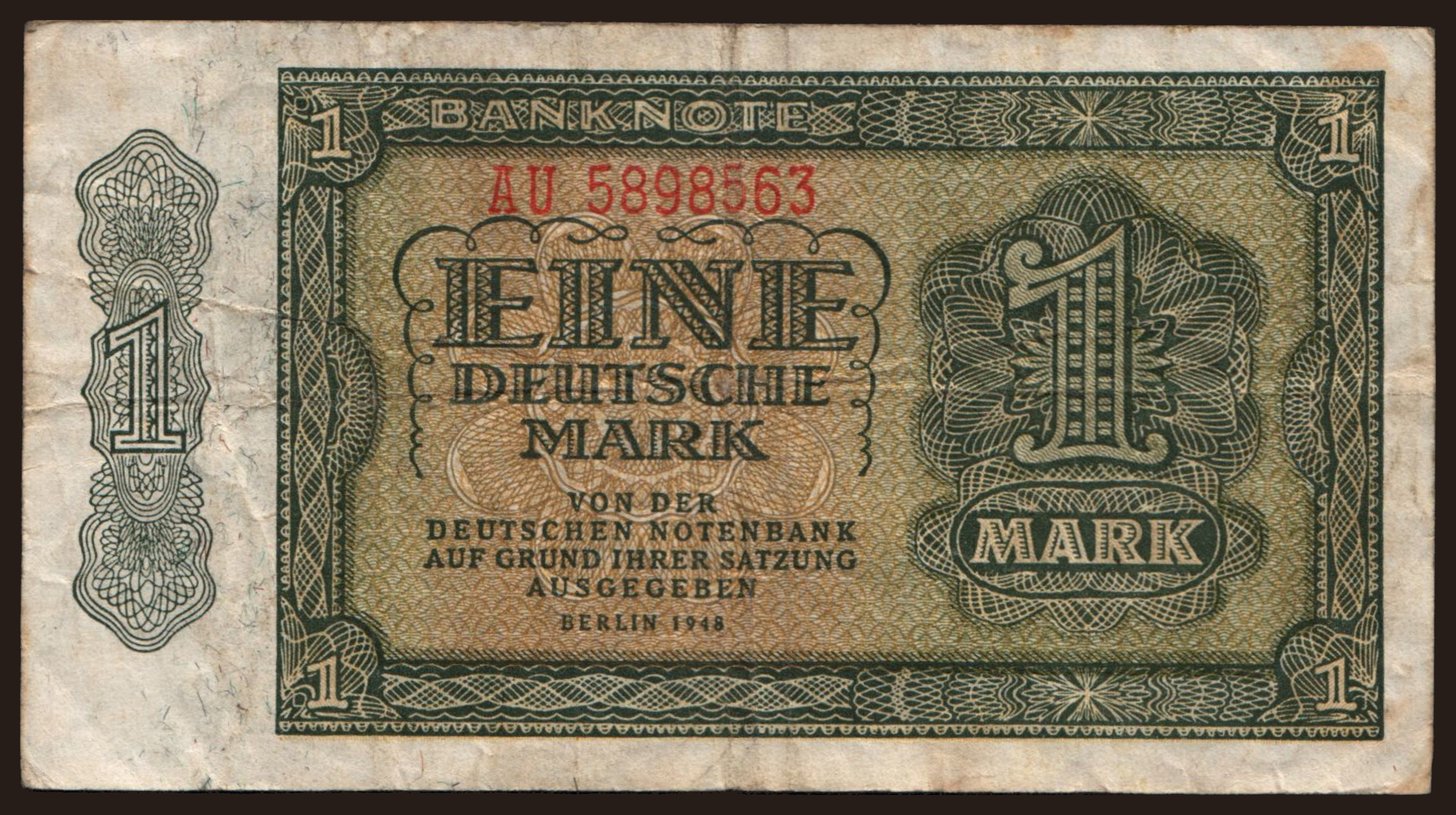 1 BANKNOTE 1
AU 5898563
EINE
DEUTSCHE
MARK
1
1
VON DER
DEUTSCHEN NOTENBANK
AUF GRUND IHRER SATZUNG
AUSGEGEBEN
BERLIN 1948
MARK
1
1